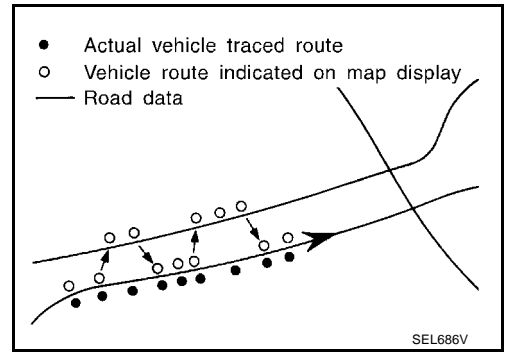 Actual vehicle traced route
Vehicle route indicated on map display
Road data
SEL686V